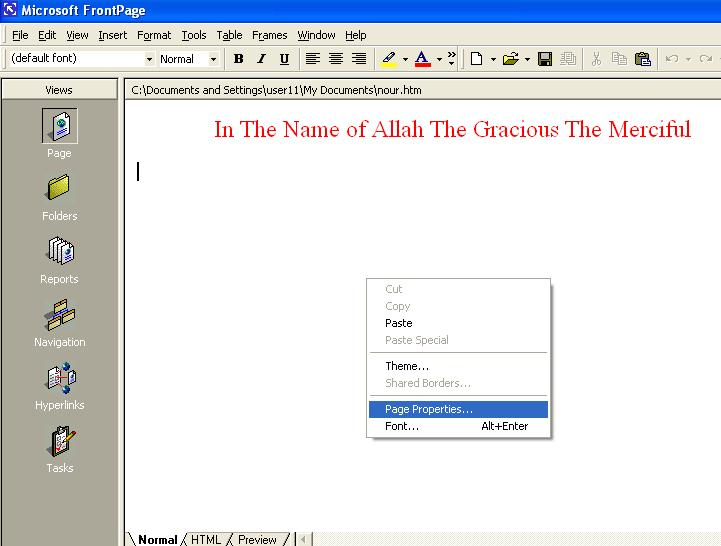 Microsoft FrontPage
File Edit View Insert Format Tools Table Frames Window Help
(default font) Normal B I U A
Views
C:\Documents and Settings\user11\My Documents\nour.htm
In The Name of Allah The Gracious The Merciful
Page
Folders
Reports
Navigation
Hyperlinks
Tasks
Cut
Copy
Paste
Paste Special
Theme...
Shared Borders...
Page Properties...
Font... Alt+Enter
Normal HTML Preview